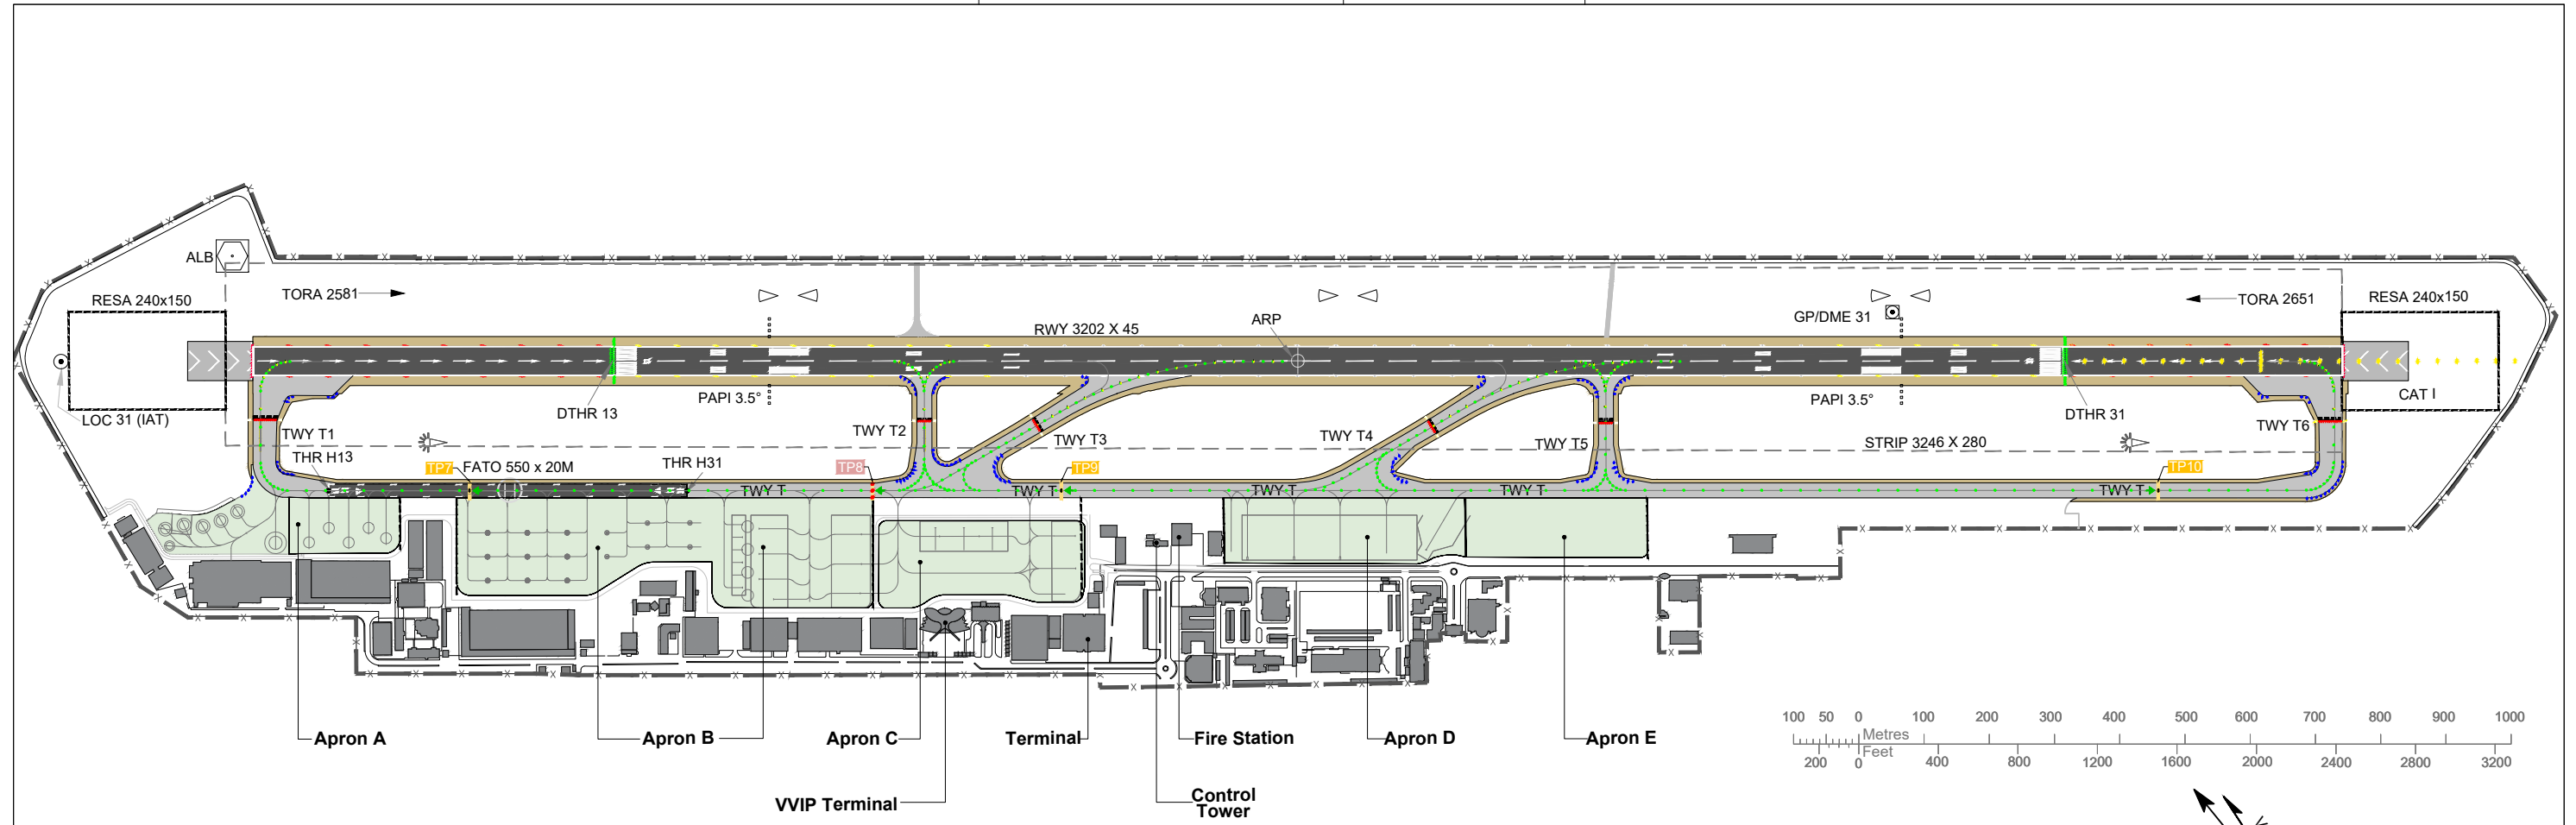 ALB
RESA 240x150
TORA 2581
TORA 2651
RESA 240x150
GP/DME 31
ARP
RWY 3202 X 45
PAPI 3.5°
DTHR 13
PAPI 3.5°
DTHR 31
CAT I
LOC 31 (IAT)
TWY T1
TWY T2
TWY T3
TWY T4
TWY T5
TWY T6
STRIP 3246 X 280
THR H13
TP7
FATO 550 x 20M
THR H31
TP8
TP9
TP10
TWY T
TWY T
TWY T
TWY T
TWY T
Apron A
Apron B
Apron C
Terminal
Fire Station
Apron D
Apron E
VVIP Terminal
Control
Tower
100 50 0 100 200 300 400 500 600 700 800 900 1000
Metres
Feet
200 0 400 800 1200 1600 2000 2400 2800 3200